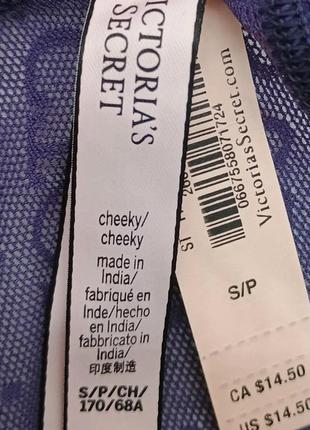 VICTORIA'S
SECRET
cheeky/
cheeky
made in
India/
fabriqué en
Inde/hecho
en India/
fabbricato in
India/
印度制造
S/P/CH/
170/68A
0667558071724
VictoriasSecret.com
S/P
CA $14.50
US $14.50